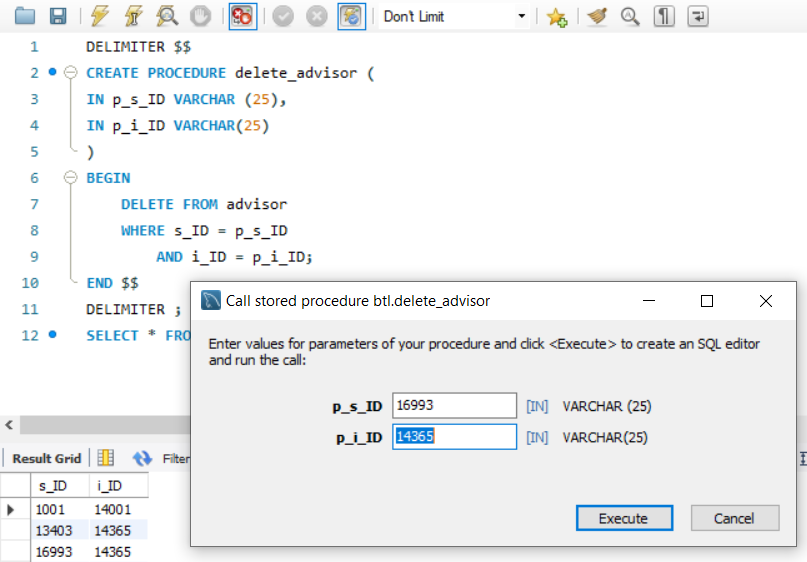 Don't Limit
1 DELIMITER $$
2 CREATE PROCEDURE delete_advisor (
3 IN p_s_ID VARCHAR (25),
4 IN p_i_ID VARCHAR(25)
5 )
6 BEGIN
7 DELETE FROM advisor
8 WHERE s_ID = p_s_ID
9 AND i_ID = p_i_ID;
10 END $$
11 DELIMITER ;
12 SELECT * FRO
Call stored procedure btl.delete_advisor
Enter values for parameters of your procedure and click <Execute> to create an SQL editor
and run the call:
p_s_ID 16993 [IN] VARCHAR (25)
p_i_ID 14365 [IN] VARCHAR(25)
Execute Cancel
Result Grid Filter
s_ID i_ID
1001 14001
13403 14365
16993 14365